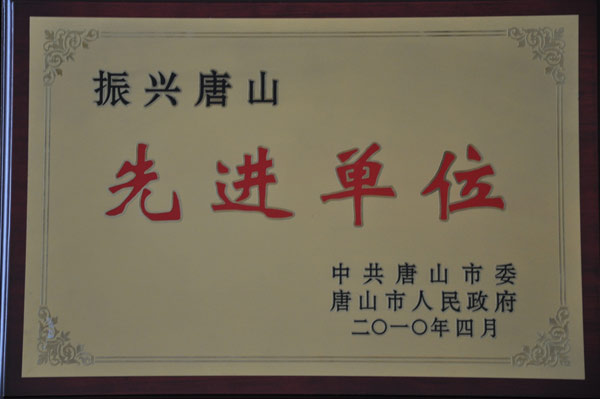 振兴唐山
先进单位
中共唐山市委
唐山市人民政府
二〇一〇年四月